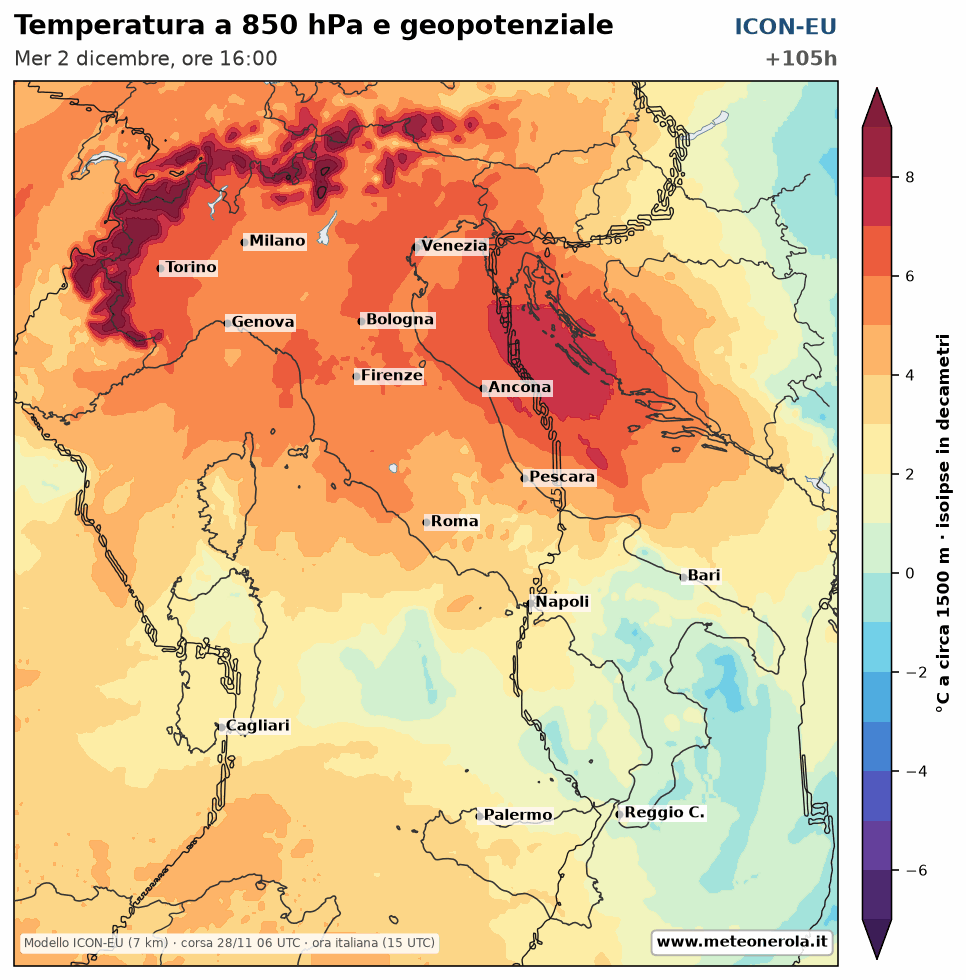 Temperatura a 850 hPa e geopotenziale
ICON-EU
Mer 2 dicembre, ore 16:00
+105h
156
Milano
Venezia
Torino
Genova
Bologna
Firenze
Ancona
Pescara
Roma
Bari
Napoli
Cagliari
Palermo
Reggio C.
8
6
4
2
0
−2
−4
−6
°C a circa 1500 m · isoipse in decametri
Modello ICON-EU (7 km) · corsa 28/11 06 UTC · ora italiana (15 UTC)
www.meteonerola.it